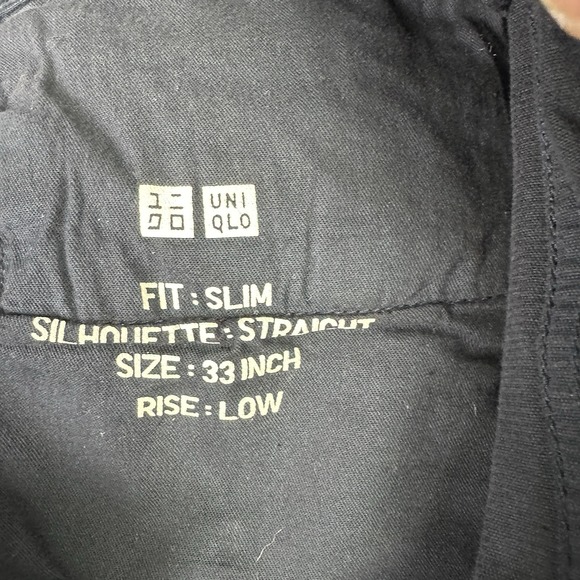 ユニ UNI
クロ QLO
FIT : SLIM
SILHOUETTE : STRAIGHT
SIZE : 33 INCH
RISE : LOW